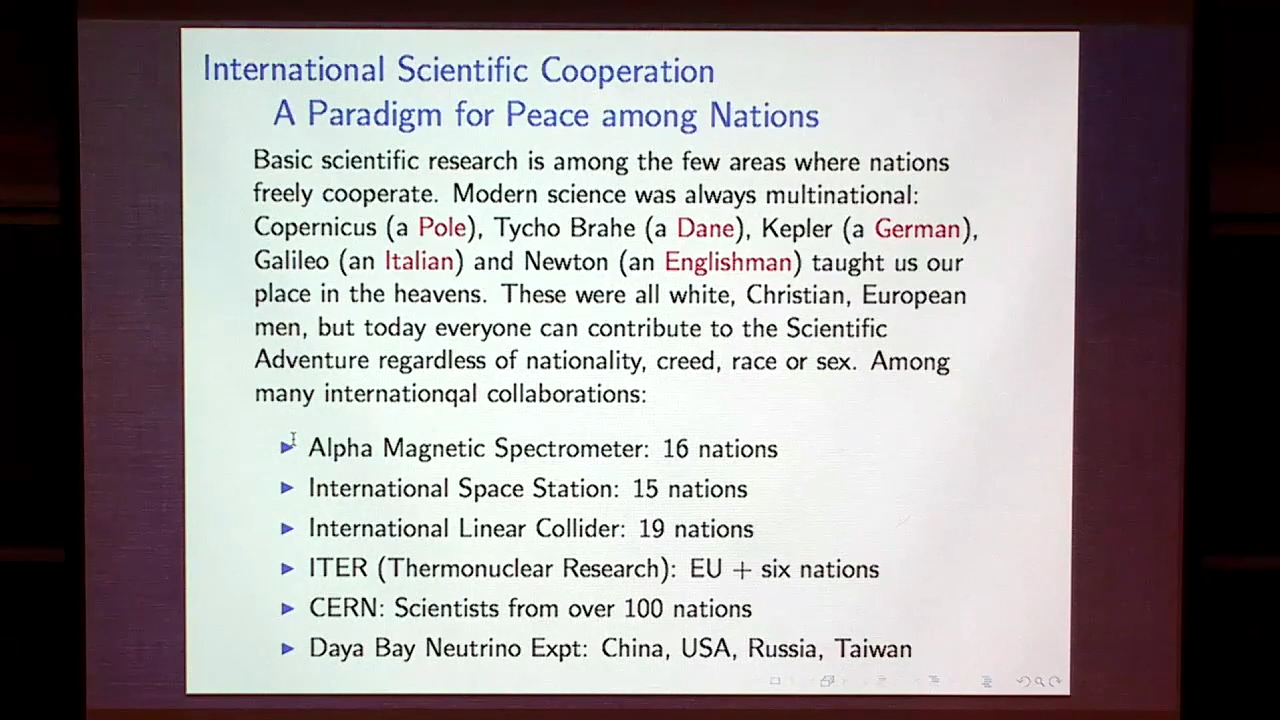 International Scientific Cooperation
A Paradigm for Peace among Nations
Basic scientific research is among the few areas where nations
freely cooperate. Modern science was always multinational:
Copernicus (a Pole), Tycho Brahe (a Dane), Kepler (a German),
Galileo (an Italian) and Newton (an Englishman) taught us our
place in the heavens. These were all white, Christian, European
men, but today everyone can contribute to the Scientific
Adventure regardless of nationality, creed, race or sex. Among
many internationqal collaborations:
▶ Alpha Magnetic Spectrometer: 16 nations
▶ International Space Station: 15 nations
▶ International Linear Collider: 19 nations
▶ ITER (Thermonuclear Research): EU + six nations
▶ CERN: Scientists from over 100 nations
▶ Daya Bay Neutrino Expt: China, USA, Russia, Taiwan